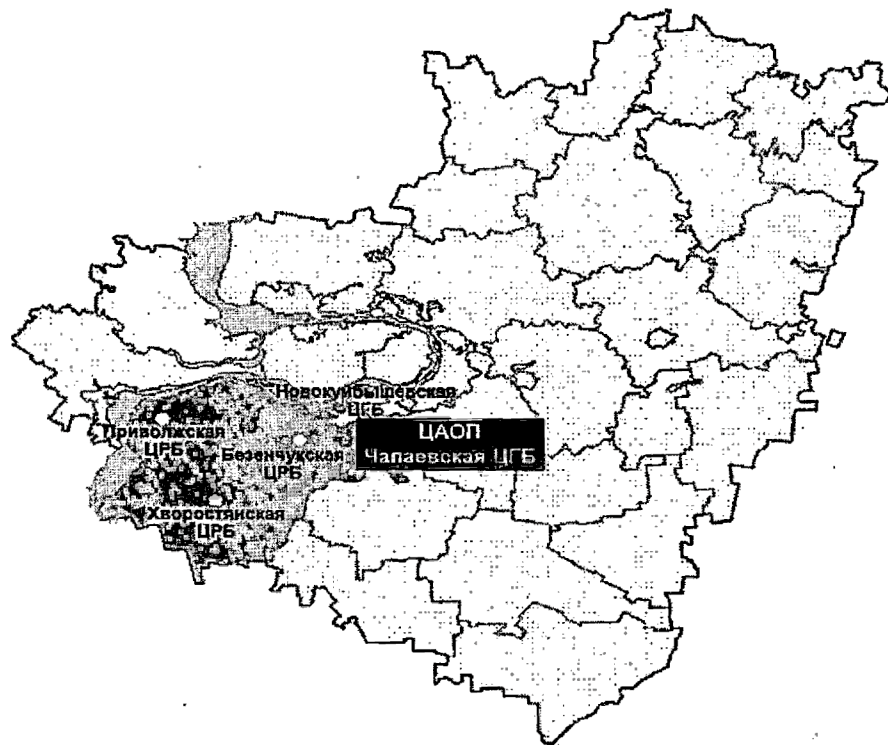 Новокуйбышевская
ЦГБ
ЦАОП
Чапаевская ЦГБ
Приволжская
ЦРБ
Безенчукская
ЦРБ
Хворостянская
ЦРБ